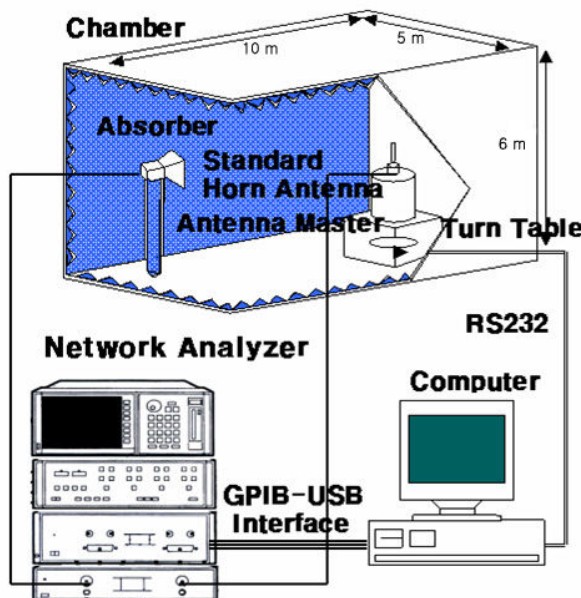 Chamber
10 m
5 m
6 m
Absorber
Standard
Horn Antenna
Antenna Master
Turn Table
RS232
Network Analyzer
Computer
GPIB-USB
Interface